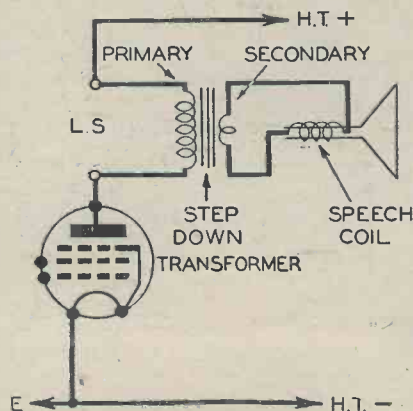 H.T. +
PRIMARY
SECONDARY
L.S
STEP
DOWN
TRANSFORMER
SPEECH
COIL
E
H.T. –